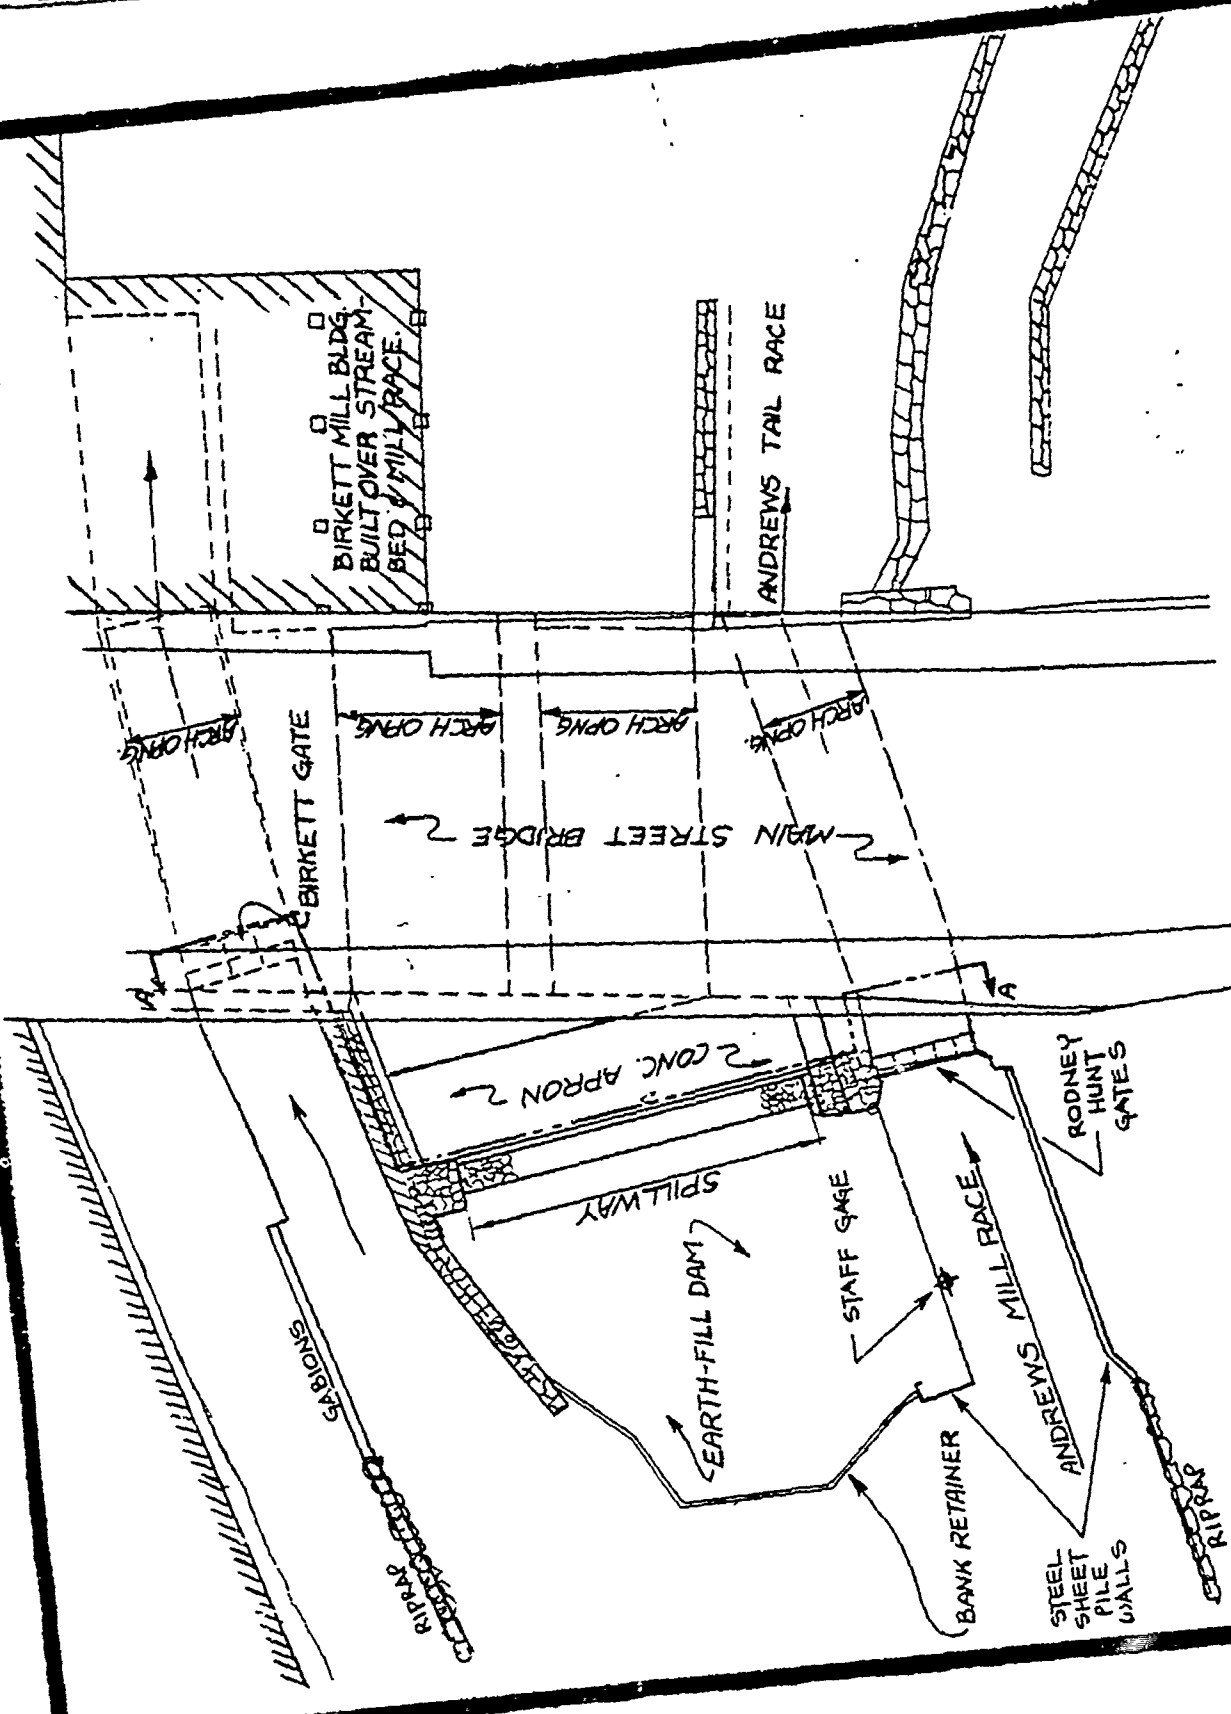 BIRKETT MILL BLDG.
BUILT OVER STREAM-
BED & MILL RACE.
ANDREWS TAIL RACE
ARCH OPNG.
ARCH OPNG
ARCH OPNG
ARCH OPNG.
BIRKETT GATE
MAIN STREET BRIDGE
A
A
CONC. APRON
RODNEY
HUNT
GATES
SPILLWAY
STAFF GAGE
EARTH-FILL DAM
ANDREWS MILL RACE
GABIONS
RIPRAP
BANK RETAINER
STEEL
SHEET
PILE
WALLS
RIPRAP